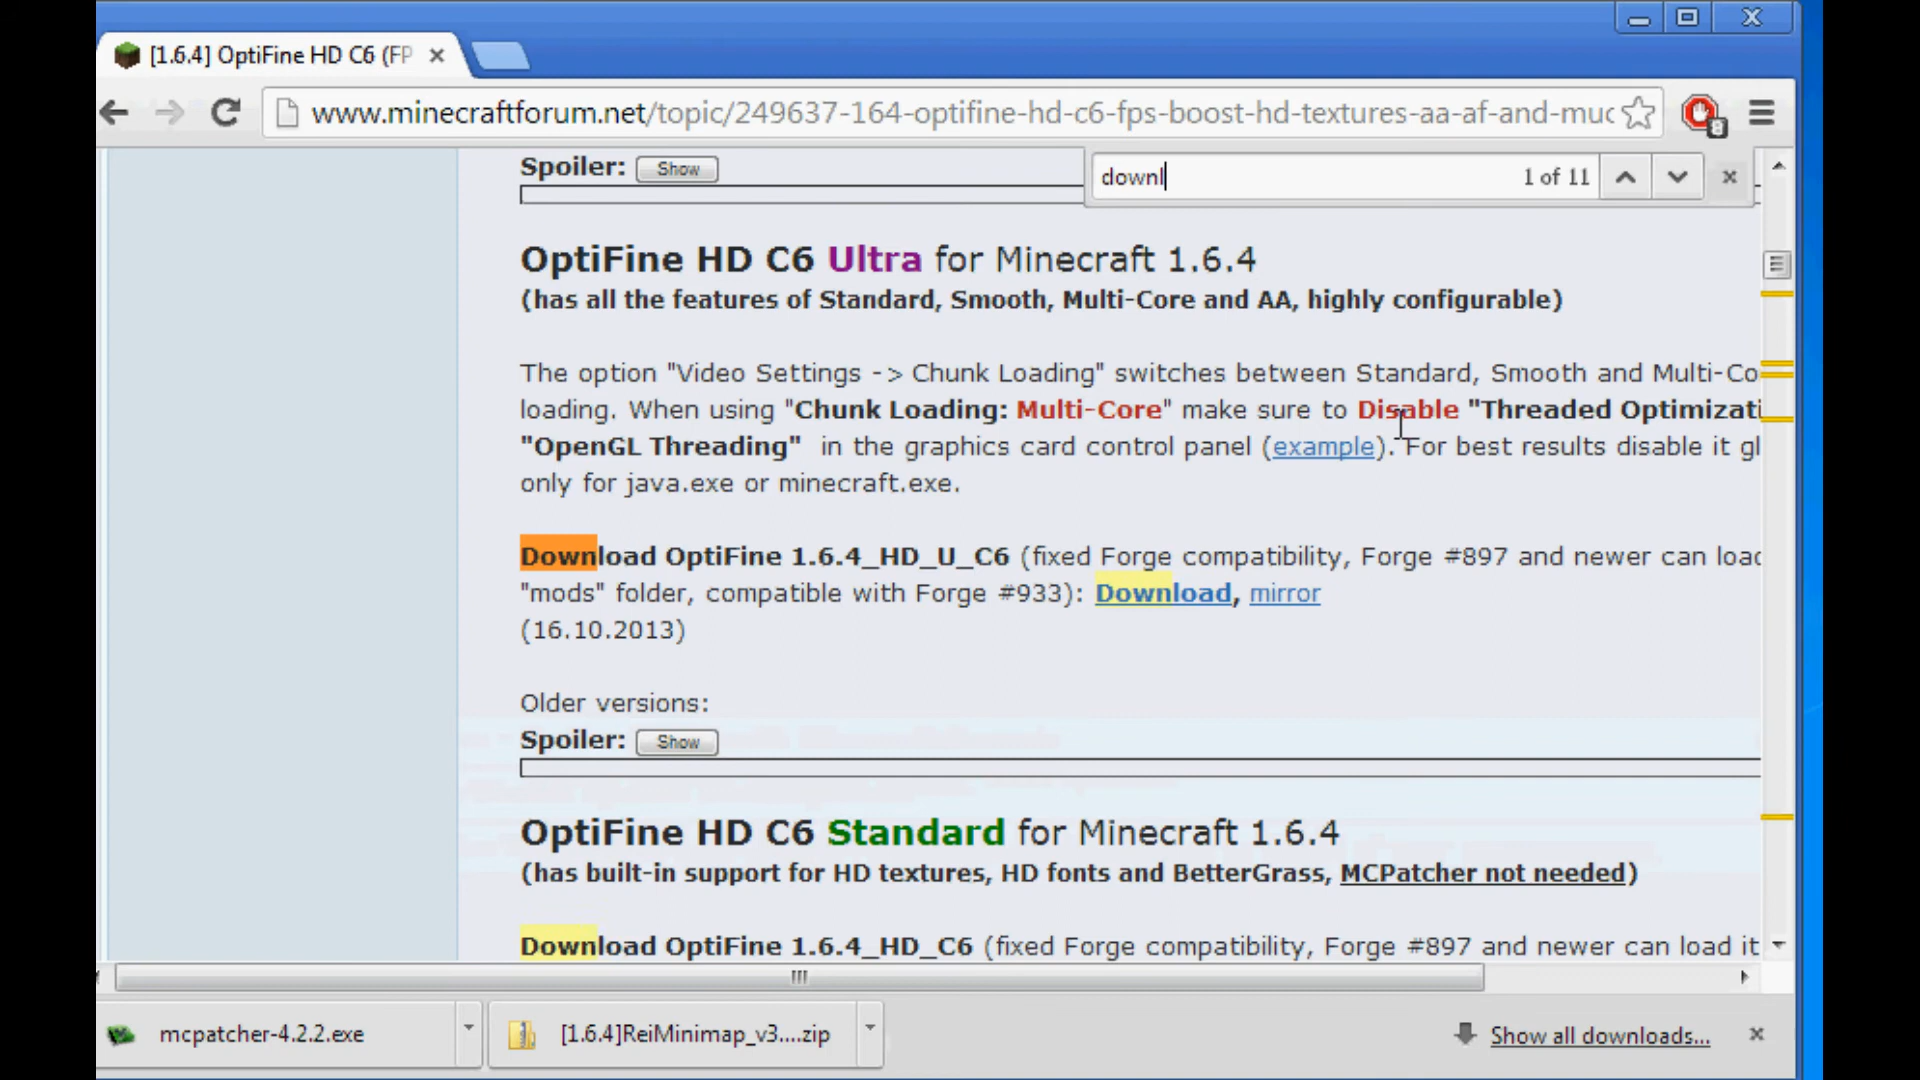 [1.6.4] OptiFine HD C6 (FP
www.minecraftforum.net/topic/249637-164-optifine-hd-c6-fps-boost-hd-textures-aa-af-and-muc
downl 1 of 11
Spoiler: Show
OptiFine HD C6 Ultra for Minecraft 1.6.4
(has all the features of Standard, Smooth, Multi-Core and AA, highly configurable)
The option "Video Settings -> Chunk Loading" switches between Standard, Smooth and Multi-Co
loading. When using "Chunk Loading: Multi-Core" make sure to Disable "Threaded Optimizati
"OpenGL Threading" in the graphics card control panel (example). For best results disable it gl
only for java.exe or minecraft.exe.
Download OptiFine 1.6.4_HD_U_C6 (fixed Forge compatibility, Forge #897 and newer can load
"mods" folder, compatible with Forge #933): Download, mirror
(16.10.2013)
Older versions:
Spoiler: Show
OptiFine HD C6 Standard for Minecraft 1.6.4
(has built-in support for HD textures, HD fonts and BetterGrass, MCPatcher not needed)
Download OptiFine 1.6.4_HD_C6 (fixed Forge compatibility, Forge #897 and newer can load it
mcpatcher-4.2.2.exe
[1.6.4]ReiMinimap_v3....zip
Show all downloads...